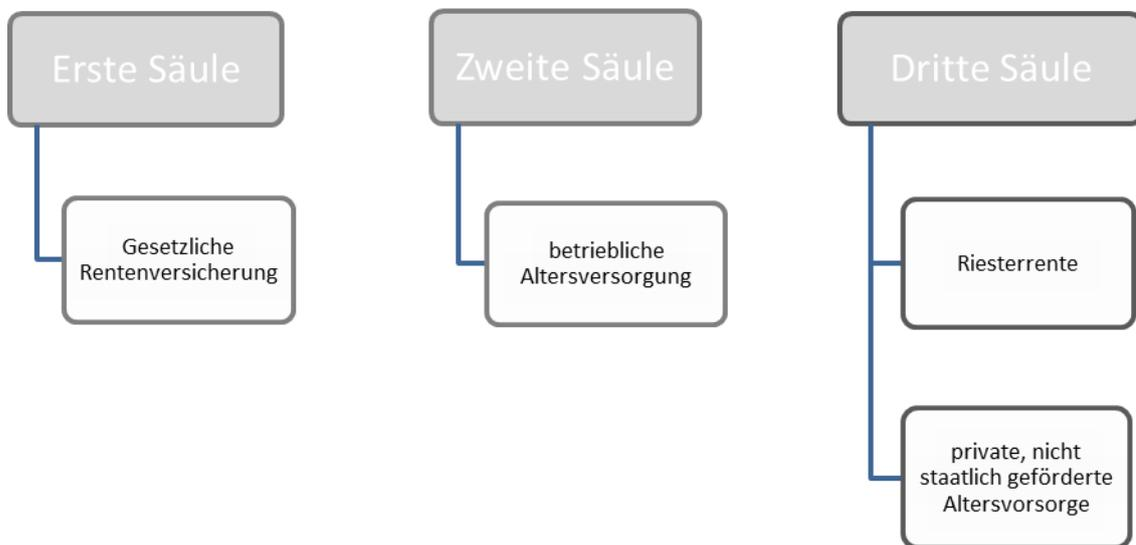 Erste Säule
Zweite Säule
Dritte Säule
Gesetzliche
Rentenversicherung
betriebliche
Altersversorgung
Riesterrente
private, nicht
staatlich geförderte
Altersvorsorge